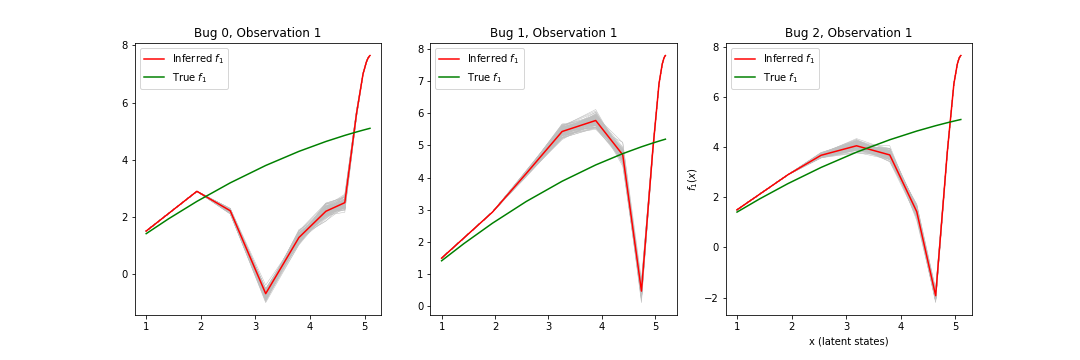 Bug 0, Observation 1
Inferred f₁
True f₁
8
6
4
2
0
1 2 3 4 5
Bug 1, Observation 1
Inferred f₁
True f₁
8
7
6
5
4
3
2
1
0
1 2 3 4 5
Bug 2, Observation 1
Inferred f₁
True f₁
f₁(x)
8
6
4
2
0
−2
1 2 3 4 5
x (latent states)